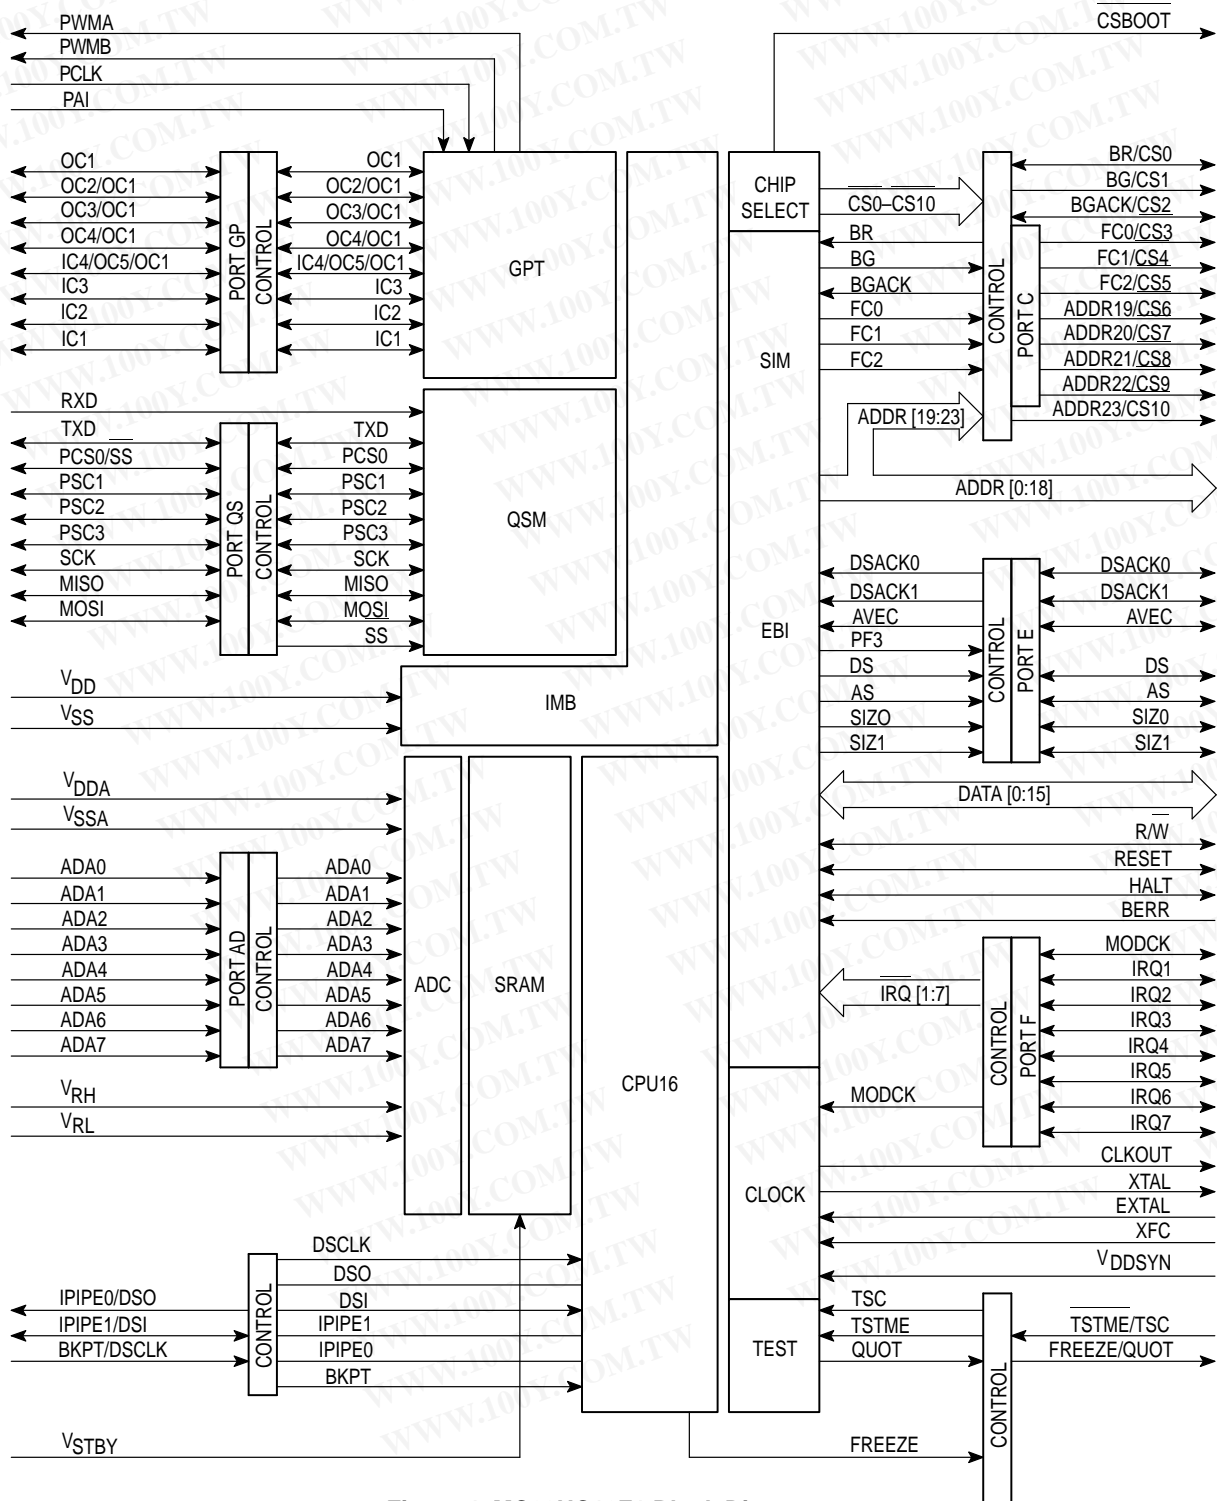 PWMA
PWMB
PCLK
PAI
CSBOOT
OC1
OC2/OC1
OC3/OC1
OC4/OC1
IC4/OC5/OC1
IC3
IC2
IC1
PORT GP
CONTROL
OC1
OC2/OC1
OC3/OC1
OC4/OC1
IC4/OC5/OC1
IC3
IC2
IC1
GPT
RXD
TXD
PCS0/SS
PSC1
PSC2
PSC3
SCK
MISO
MOSI
PORT QS
CONTROL
TXD
PCS0
PSC1
PSC2
PSC3
SCK
MISO
MOSI
SS
QSM
VDD
VSS
IMB
VDDA
VSSA
ADA0
ADA1
ADA2
ADA3
ADA4
ADA5
ADA6
ADA7
PORT AD
CONTROL
ADA0
ADA1
ADA2
ADA3
ADA4
ADA5
ADA6
ADA7
VRH
VRL
ADC
SRAM
CPU16
IPIPE0/DSO
IPIPE1/DSI
BKPT/DSCLK
CONTROL
DSCLK
DSO
DSI
IPIPE1
IPIPE0
BKPT
VSTBY
CHIP
SELECT
SIM
EBI
CLOCK
TEST
CS0–CS10
BR
BG
BGACK
FC0
FC1
FC2
ADDR [19:23]
CONTROL
PORT C
BR/CS0
BG/CS1
BGACK/CS2
FC0/CS3
FC1/CS4
FC2/CS5
ADDR19/CS6
ADDR20/CS7
ADDR21/CS8
ADDR22/CS9
ADDR23/CS10
ADDR [0:18]
DSACK0
DSACK1
AVEC
PF3
DS
AS
SIZO
SIZ1
CONTROL
PORT E
DSACK0
DSACK1
AVEC
DS
AS
SIZ0
SIZ1
DATA [0:15]
R/W
RESET
HALT
BERR
IRQ [1:7]
MODCK
CONTROL
PORT F
MODCK
IRQ1
IRQ2
IRQ3
IRQ4
IRQ5
IRQ6
IRQ7
CLKOUT
XTAL
EXTAL
XFC
VDDSYN
TSC
TSTME
QUOT
FREEZE
CONTROL
TSTME/TSC
FREEZE/QUOT
WWW.100Y.COM.TW